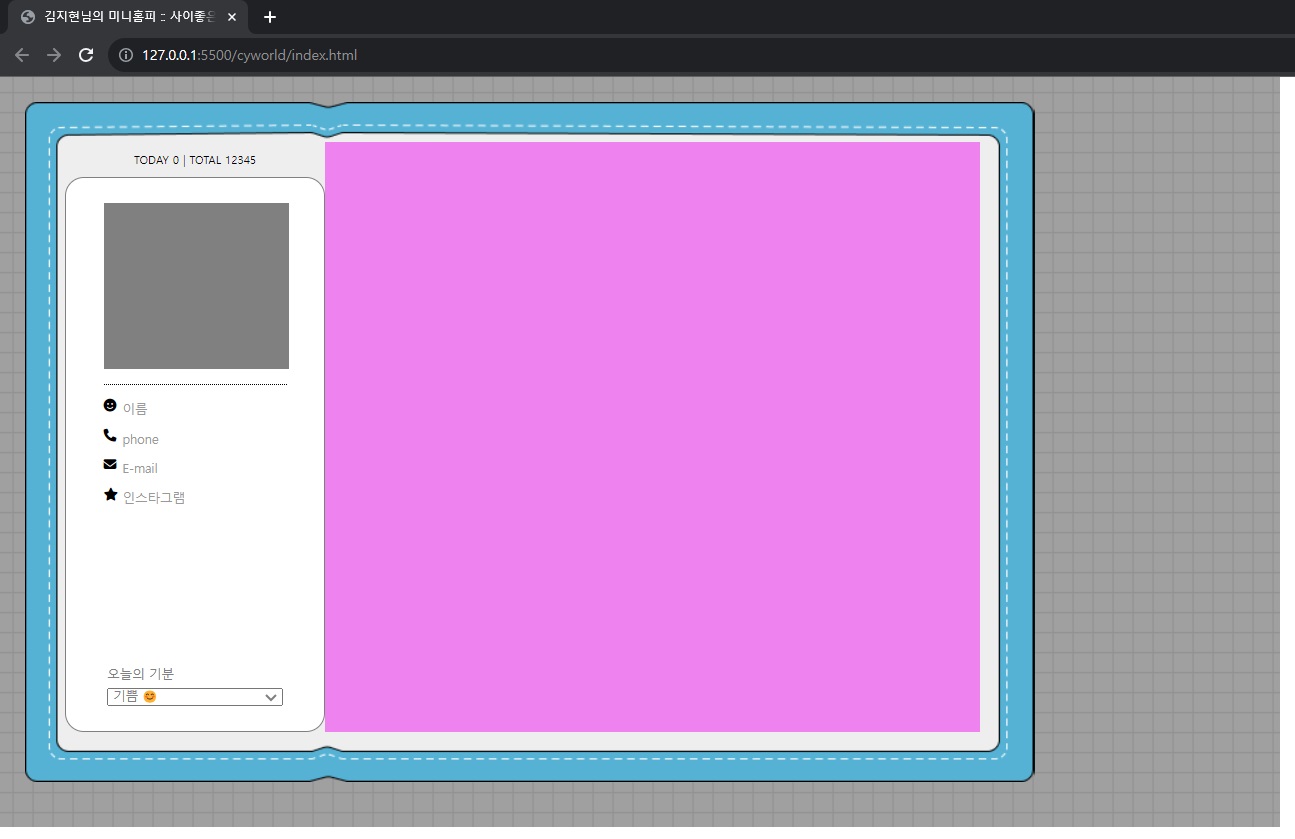 김지현님의 미니홈피 :: 사이좋은
127.0.0.1:5500/cyworld/index.html
TODAY 0 | TOTAL 12345
이름
phone
E-mail
인스타그램
오늘의 기분
기쁨 😊